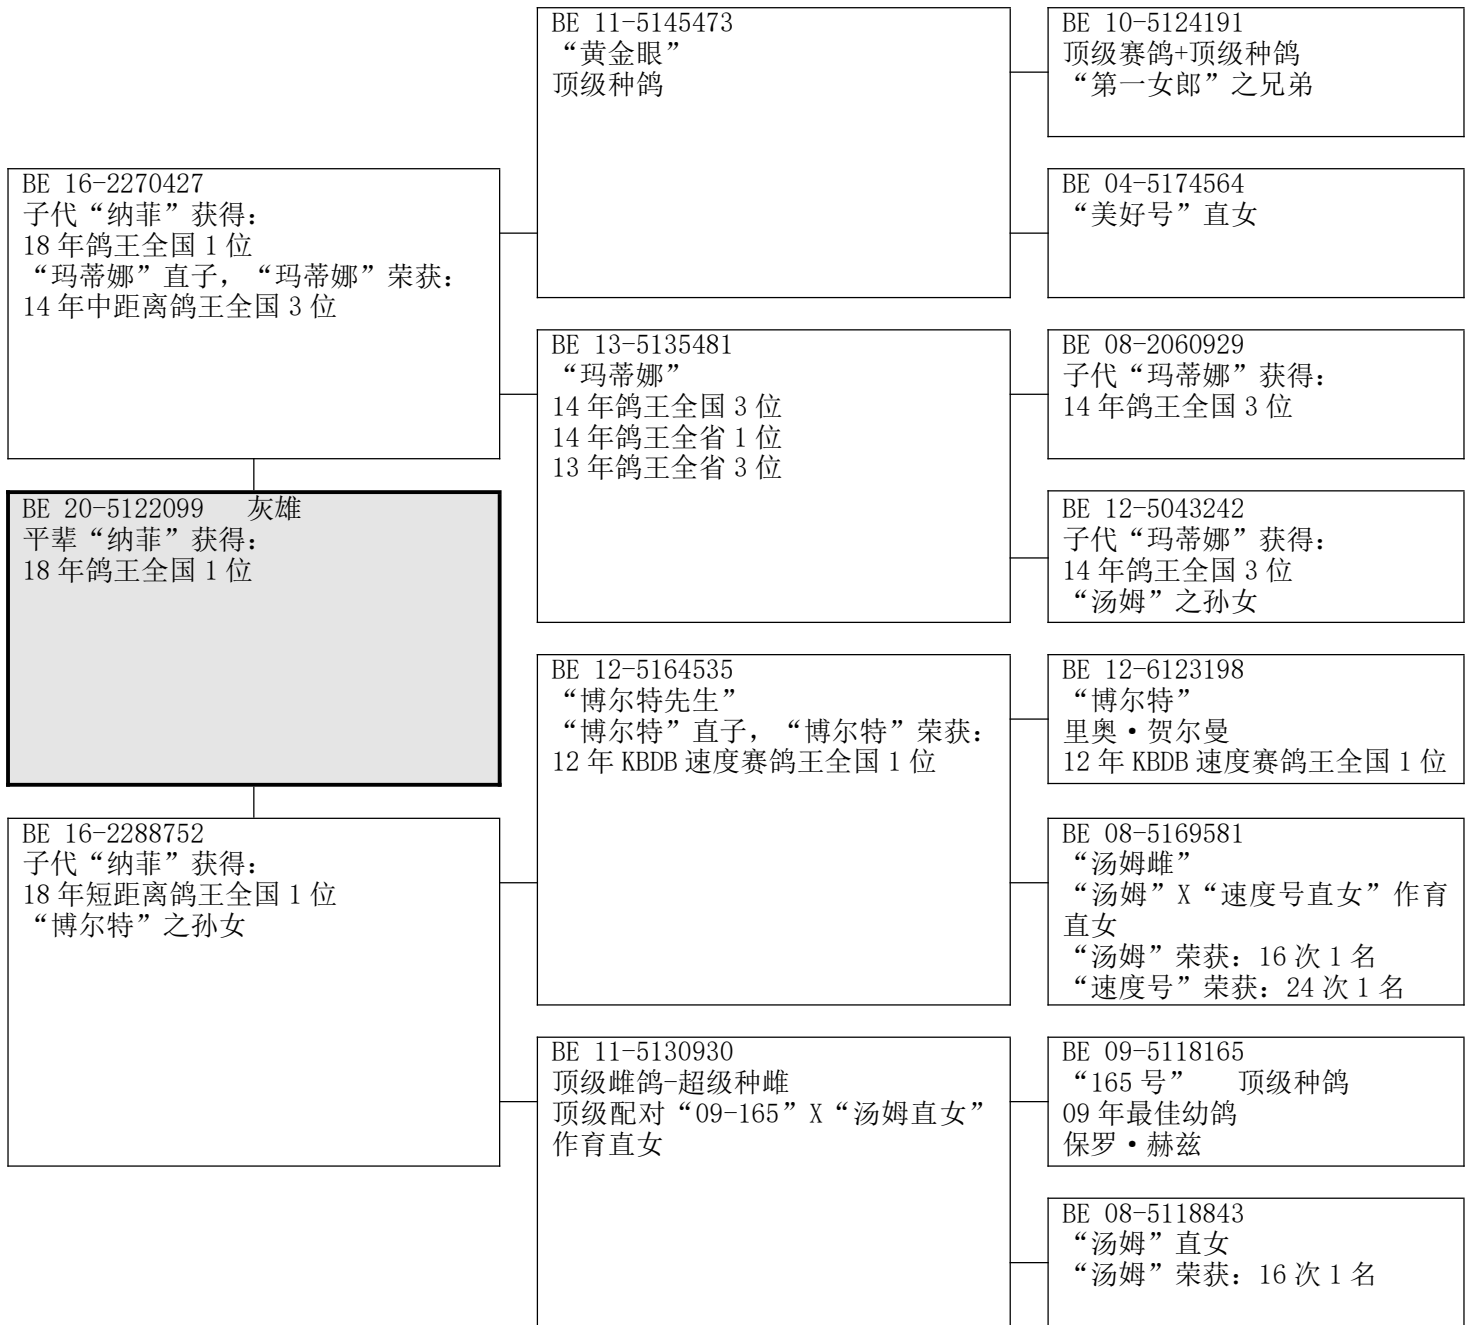 BE 16-2270427
子代“纳菲”获得：
18 年鸽王全国 1 位
“玛蒂娜”直子，“玛蒂娜”荣获：
14 年中距离鸽王全国 3 位
BE 20-5122099 灰雄
平辈“纳菲”获得：
18 年鸽王全国 1 位
BE 16-2288752
子代“纳菲”获得：
18 年短距离鸽王全国 1 位
“博尔特”之孙女
BE 11-5145473
“黄金眼”
顶级种鸽
BE 13-5135481
“玛蒂娜”
14 年鸽王全国 3 位
14 年鸽王全省 1 位
13 年鸽王全省 3 位
BE 12-5164535
“博尔特先生”
“博尔特”直子，“博尔特”荣获：
12 年 KBDB 速度赛鸽王全国 1 位
BE 11-5130930
顶级雌鸽-超级种雌
顶级配对“09-165”X“汤姆直女”
作育直女
BE 10-5124191
顶级赛鸽+顶级种鸽
“第一女郎”之兄弟
BE 04-5174564
“美好号”直女
BE 08-2060929
子代“玛蒂娜”获得：
14 年鸽王全国 3 位
BE 12-5043242
子代“玛蒂娜”获得：
14 年鸽王全国 3 位
“汤姆”之孙女
BE 12-6123198
“博尔特”
里奥•贺尔曼
12 年 KBDB 速度赛鸽王全国 1 位
BE 08-5169581
“汤姆雌”
“汤姆”X“速度号直女”作育
直女
“汤姆”荣获：16 次 1 名
“速度号”荣获：24 次 1 名
BE 09-5118165
“165 号” 顶级种鸽
09 年最佳幼鸽
保罗•赫兹
BE 08-5118843
“汤姆”直女
“汤姆”荣获：16 次 1 名